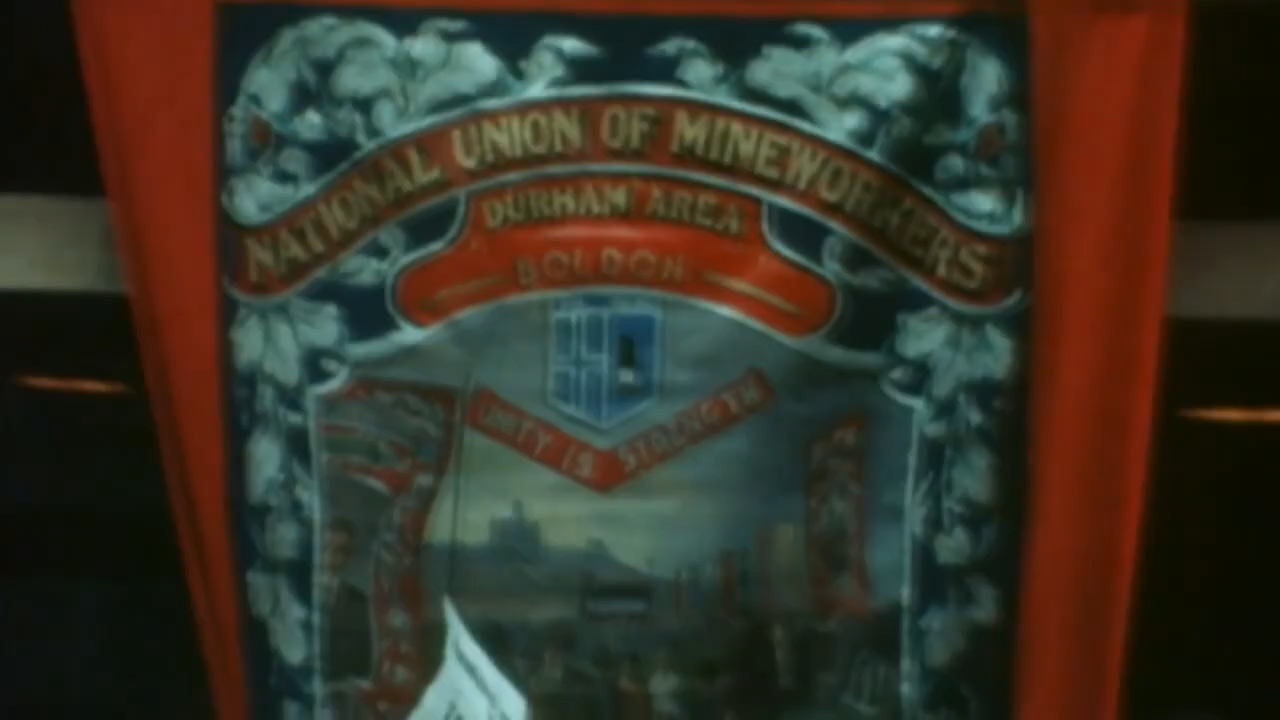 NATIONAL UNION OF MINEWORKERS
DURHAM AREA
BOLDON
UNITY IS STRENGTH